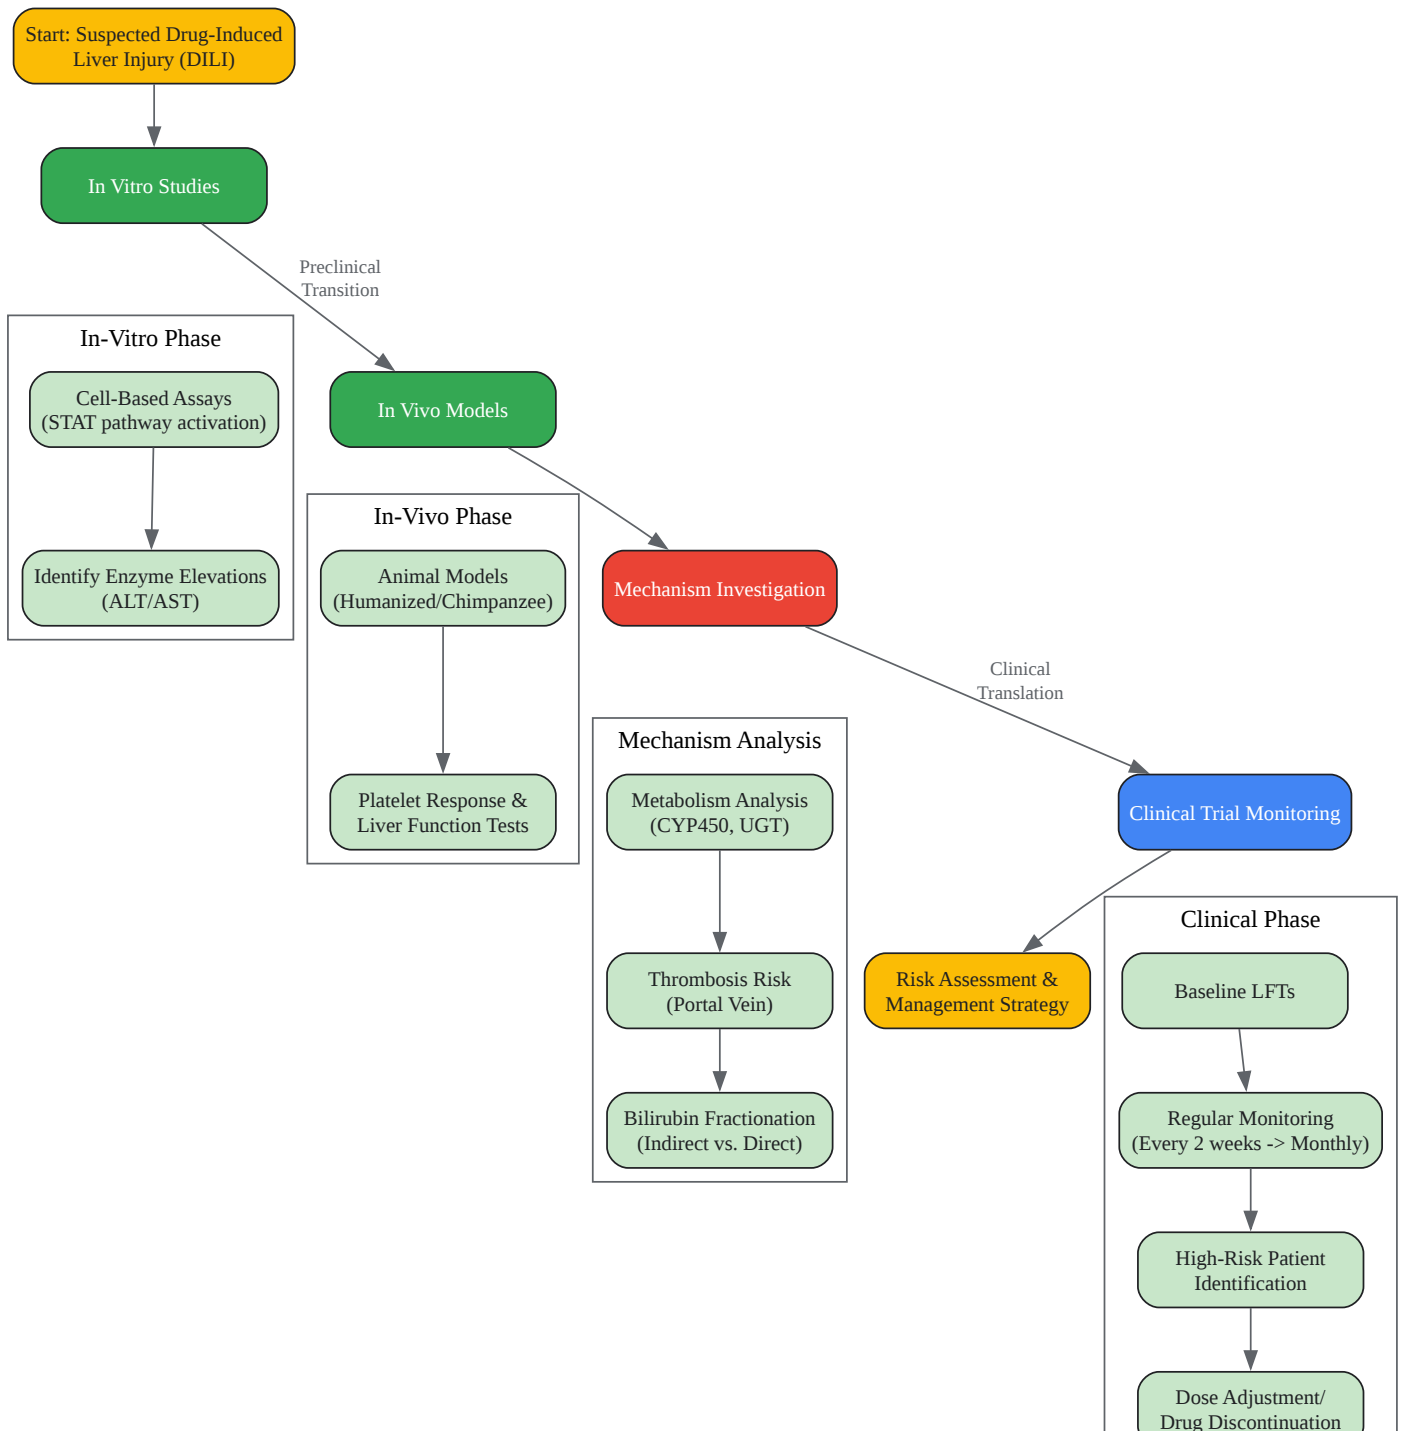 Start: Suspected Drug-Induced
Liver Injury (DILI)
In Vitro Studies
Preclinical
Transition
In-Vitro Phase
Cell-Based Assays
(STAT pathway activation)
Identify Enzyme Elevations
(ALT/AST)
In Vivo Models
In-Vivo Phase
Animal Models
(Humanized/Chimpanzee)
Platelet Response &
Liver Function Tests
Mechanism Investigation
Clinical
Translation
Mechanism Analysis
Metabolism Analysis
(CYP450, UGT)
Thrombosis Risk
(Portal Vein)
Bilirubin Fractionation
(Indirect vs. Direct)
Clinical Trial Monitoring
Risk Assessment &
Management Strategy
Clinical Phase
Baseline LFTs
Regular Monitoring
(Every 2 weeks -> Monthly)
High-Risk Patient
Identification
Dose Adjustment/
Drug Discontinuation